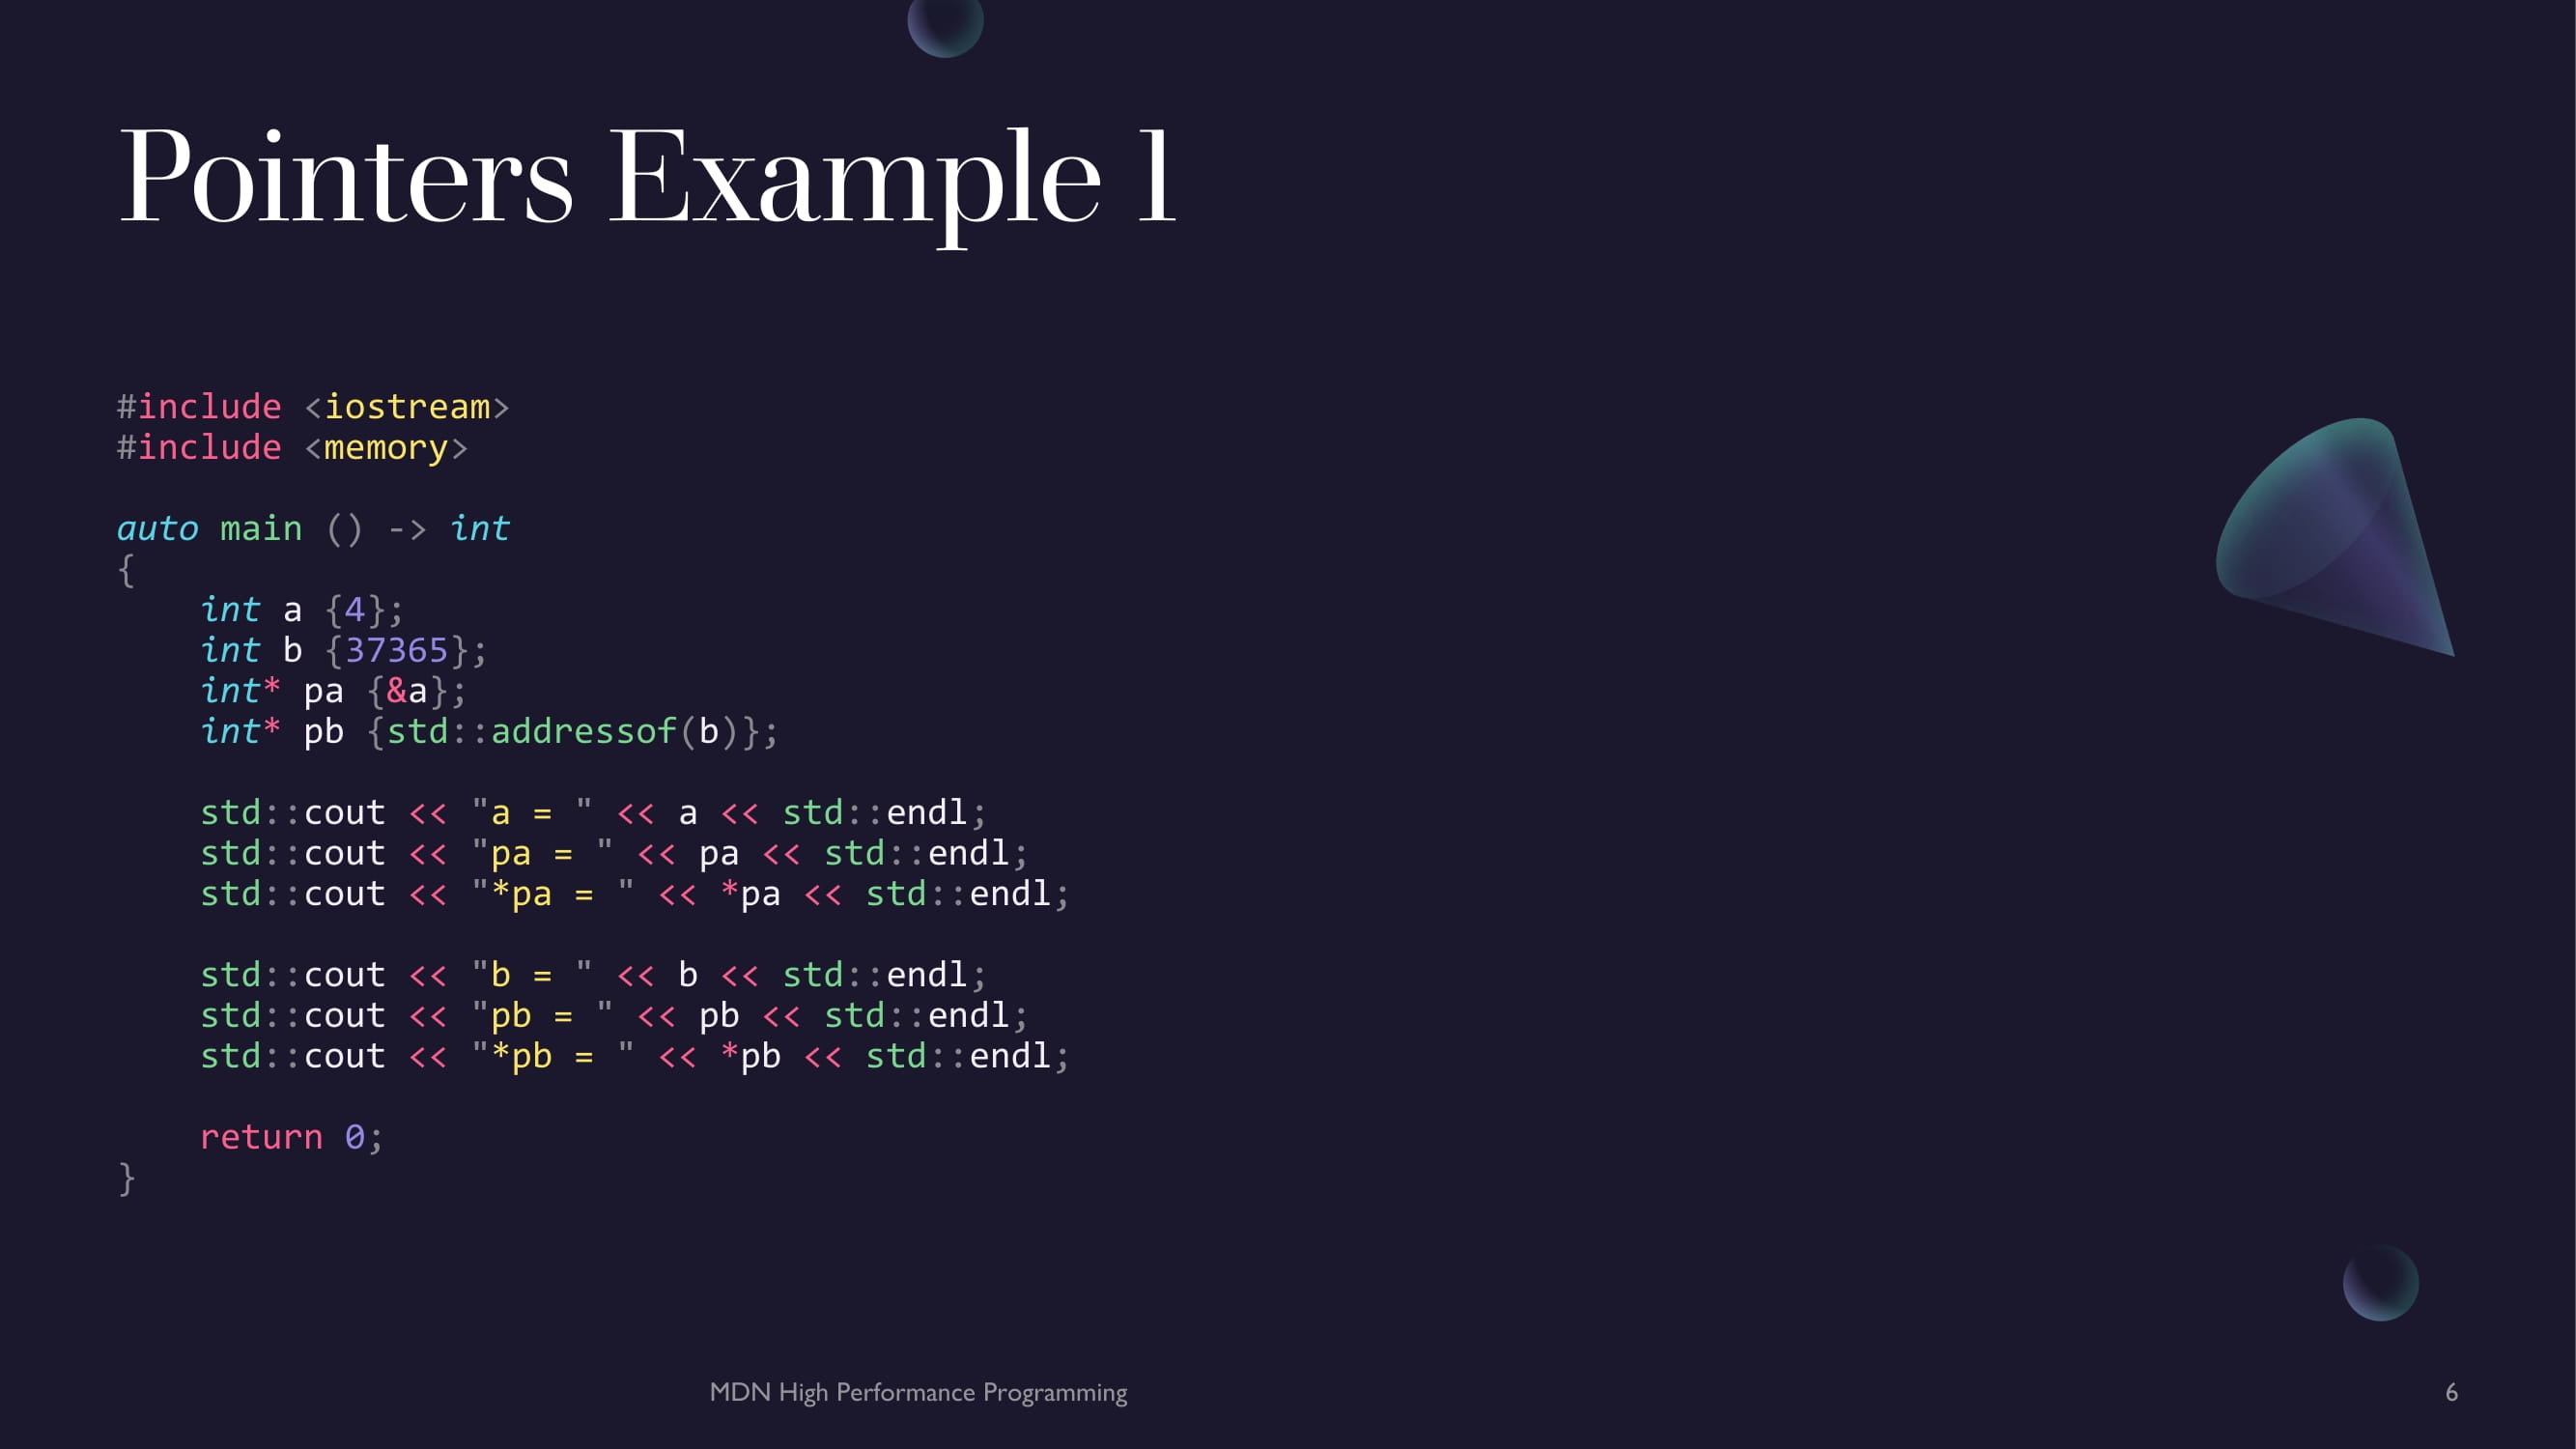 Pointers Example 1
#include <iostream>
#include <memory>
auto main () -> int
{
    int a {4};
    int b {37365};
    int* pa {&a};
    int* pb {std::addressof(b)};
    std::cout << "a = " << a << std::endl;
    std::cout << "pa = " << pa << std::endl;
    std::cout << "*pa = " << *pa << std::endl;
    std::cout << "b = " << b << std::endl;
    std::cout << "pb = " << pb << std::endl;
    std::cout << "*pb = " << *pb << std::endl;
    return 0;
}
MDN High Performance Programming
6